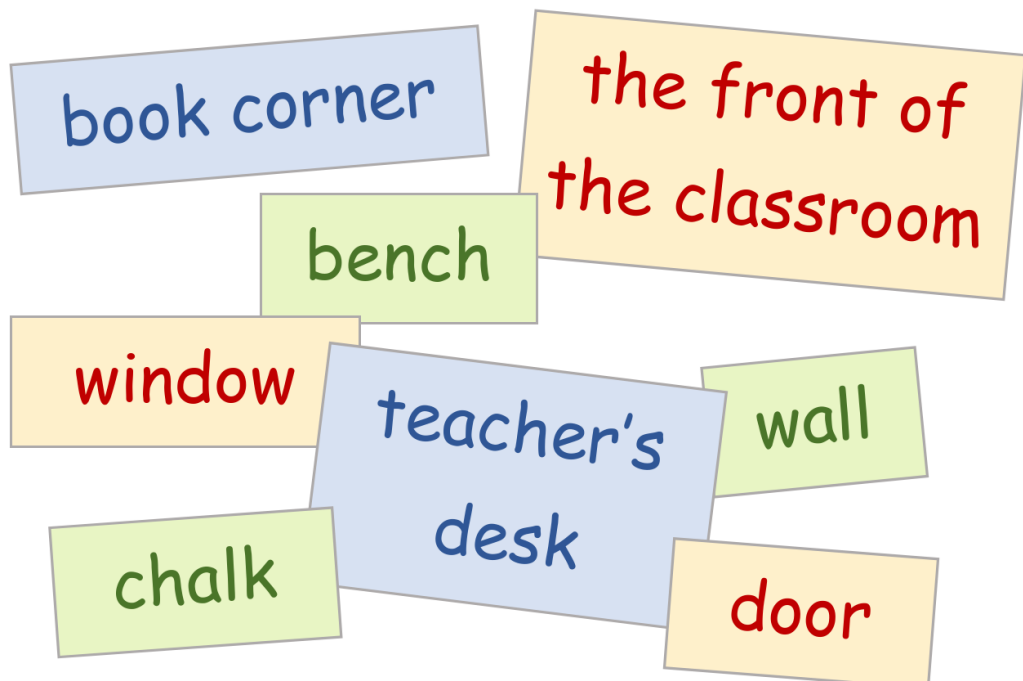 book corner
the front of
the classroom
bench
window
teacher's
desk
wall
chalk
door